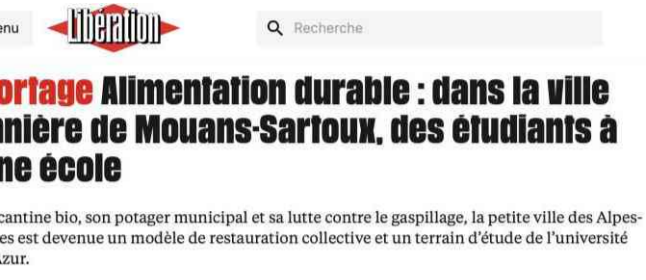 enu
Libération
Recherche
ortage Alimentation durable : dans la ville
nnière de Mouans-Sartoux, des étudiants à
ne école
cantine bio, son potager municipal et sa lutte contre le gaspillage, la petite ville des Alpes-
es est devenue un modèle de restauration collective et un terrain d’étude de l’université
Azur.